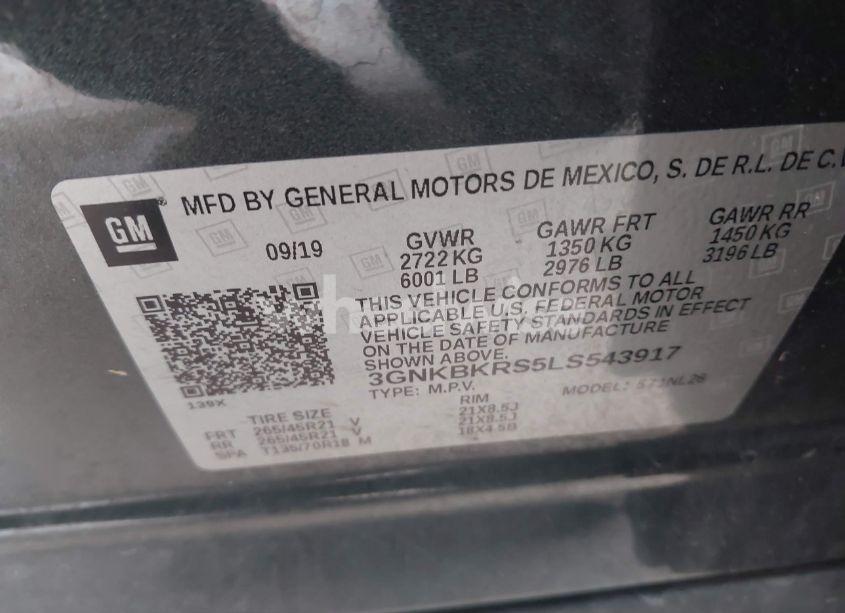 GM
MFD BY GENERAL MOTORS DE MEXICO, S. DE R.L. DE C.V
09/19
GVWR GAWR FRT GAWR RR
2722 KG 1350 KG 1450 KG
6001 LB 2976 LB 3196 LB
THIS VEHICLE CONFORMS TO ALL
APPLICABLE U.S. FEDERAL MOTOR
VEHICLE SAFETY STANDARDS IN EFFECT
ON THE DATE OF MANUFACTURE
SHOWN ABOVE.
3GNKBKRS5LS543917
TYPE: M.P.V. MODEL:
139X
TIRE SIZE RIM
FRT 265/45R21 V 21X8.5J
RR 265/45R21 V 21X8.5J
SPA T135/70R18 M 18X4.5B